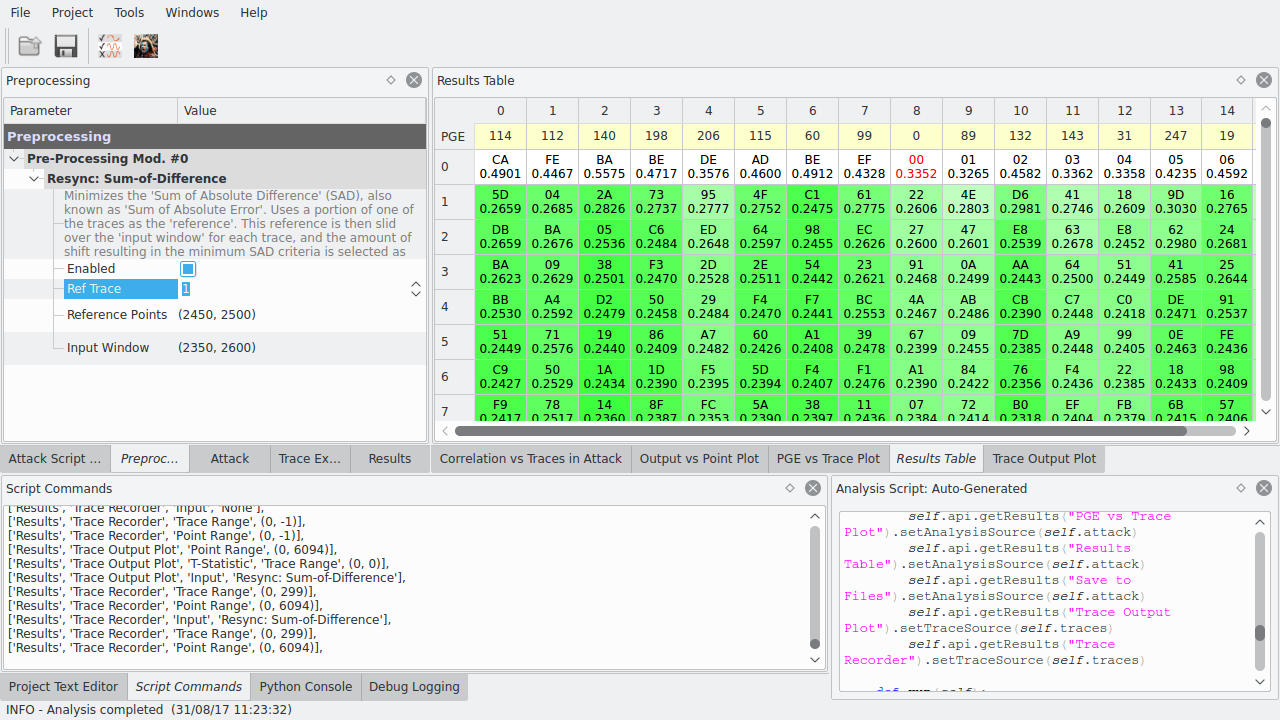 File Project Tools Windows Help
Preprocessing
Parameter Value
Preprocessing
Pre-Processing Mod. #0
Resync: Sum-of-Difference
Minimizes the 'Sum of Absolute Difference' (SAD), also
known as 'Sum of Absolute Error'. Uses a portion of one of
the traces as the 'reference'. This reference is then slid
over the 'input window' for each trace, and the amount of
shift resulting in the minimum SAD criteria is selected as
Enabled
Ref Trace 1
Reference Points (2450, 2500)
Input Window (2350, 2600)
Attack Script ... Preproc... Attack Trace Ex... Results
Results Table
0 1 2 3 4 5 6 7 8 9 10 11 12 13 14
PGE 114 112 140 198 206 115 60 99 0 89 132 143 31 247 19
0 CA FE BA BE DE AD BE EF 00 01 02 03 04 05 06
0.4901 0.4467 0.5575 0.4717 0.3576 0.4600 0.4912 0.4328 0.3352 0.3265 0.4582 0.3362 0.3358 0.4235 0.4592
1 5D 04 2A 73 95 4F C1 61 22 4E D6 41 18 9D 16
0.2659 0.2685 0.2826 0.2737 0.2777 0.2752 0.2475 0.2775 0.2606 0.2803 0.2981 0.2746 0.2609 0.3030 0.2765
2 DB BA 05 C6 ED 64 98 EC 27 47 E8 63 E8 62 24
0.2659 0.2676 0.2536 0.2484 0.2648 0.2597 0.2455 0.2626 0.2600 0.2601 0.2539 0.2678 0.2452 0.2980 0.2681
3 BA 09 38 F3 2D 2E 54 23 91 0A AA 64 51 41 25
0.2623 0.2629 0.2501 0.2470 0.2528 0.2511 0.2442 0.2621 0.2468 0.2499 0.2443 0.2500 0.2449 0.2585 0.2644
4 BB A4 D2 50 29 F4 F7 BC 4A AB CB C7 C0 DE 91
0.2530 0.2592 0.2479 0.2458 0.2484 0.2470 0.2441 0.2553 0.2467 0.2486 0.2390 0.2448 0.2418 0.2471 0.2537
5 51 71 19 86 A7 60 A1 39 67 09 7D A9 99 0E FE
0.2449 0.2576 0.2440 0.2409 0.2482 0.2426 0.2408 0.2478 0.2399 0.2455 0.2385 0.2448 0.2405 0.2463 0.2436
6 C9 50 1A 1D F5 5D F4 F1 A1 84 76 F4 22 18 98
0.2427 0.2529 0.2434 0.2390 0.2395 0.2394 0.2407 0.2476 0.2390 0.2422 0.2356 0.2436 0.2385 0.2433 0.2409
7 F9 78 14 8F FC 5A 38 11 07 72 B0 EF FB 6B 57
0.2417 0.2517 0.2360 0.2387 0.2353 0.2390 0.2397 0.2436 0.2384 0.2414 0.2318 0.2404 0.2379 0.2415 0.2406
Correlation vs Traces in Attack Output vs Point Plot PGE vs Trace Plot Results Table Trace Output Plot
Script Commands
['Results', 'Trace Recorder', 'Input', 'None'],
['Results', 'Trace Recorder', 'Trace Range', (0, -1)],
['Results', 'Trace Recorder', 'Point Range', (0, -1)],
['Results', 'Trace Output Plot', 'Point Range', (0, 6094)],
['Results', 'Trace Output Plot', 'T-Statistic', 'Trace Range', (0, 0)],
['Results', 'Trace Output Plot', 'Input', 'Resync: Sum-of-Difference'],
['Results', 'Trace Recorder', 'Trace Range', (0, 299)],
['Results', 'Trace Recorder', 'Point Range', (0, 6094)],
['Results', 'Trace Recorder', 'Input', 'Resync: Sum-of-Difference'],
['Results', 'Trace Recorder', 'Trace Range', (0, 299)],
['Results', 'Trace Recorder', 'Point Range', (0, 6094)],
Project Text Editor Script Commands Python Console Debug Logging
Analysis Script: Auto-Generated
self.api.getResults("PGE vs Trace
Plot").setAnalysisSource(self.attack)
self.api.getResults("Results
Table").setAnalysisSource(self.attack)
self.api.getResults("Save to
Files").setAnalysisSource(self.attack)
self.api.getResults("Trace Output
Plot").setTraceSource(self.traces)
self.api.getResults("Trace
Recorder").setTraceSource(self.traces)
def run(self):
INFO - Analysis completed (31/08/17 11:23:32)